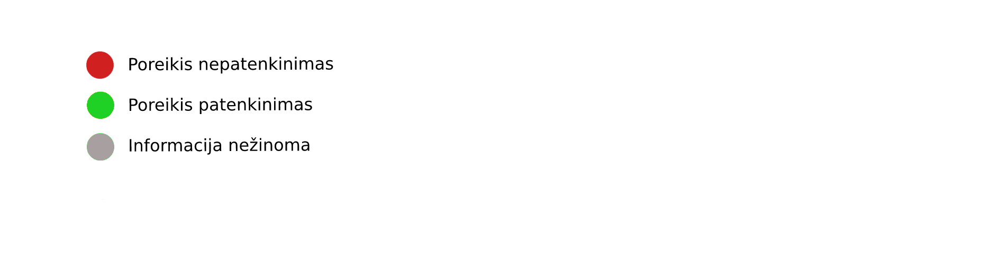 Poreikis nepatenkinimas
Poreikis patenkinimas
Informacija nežinoma